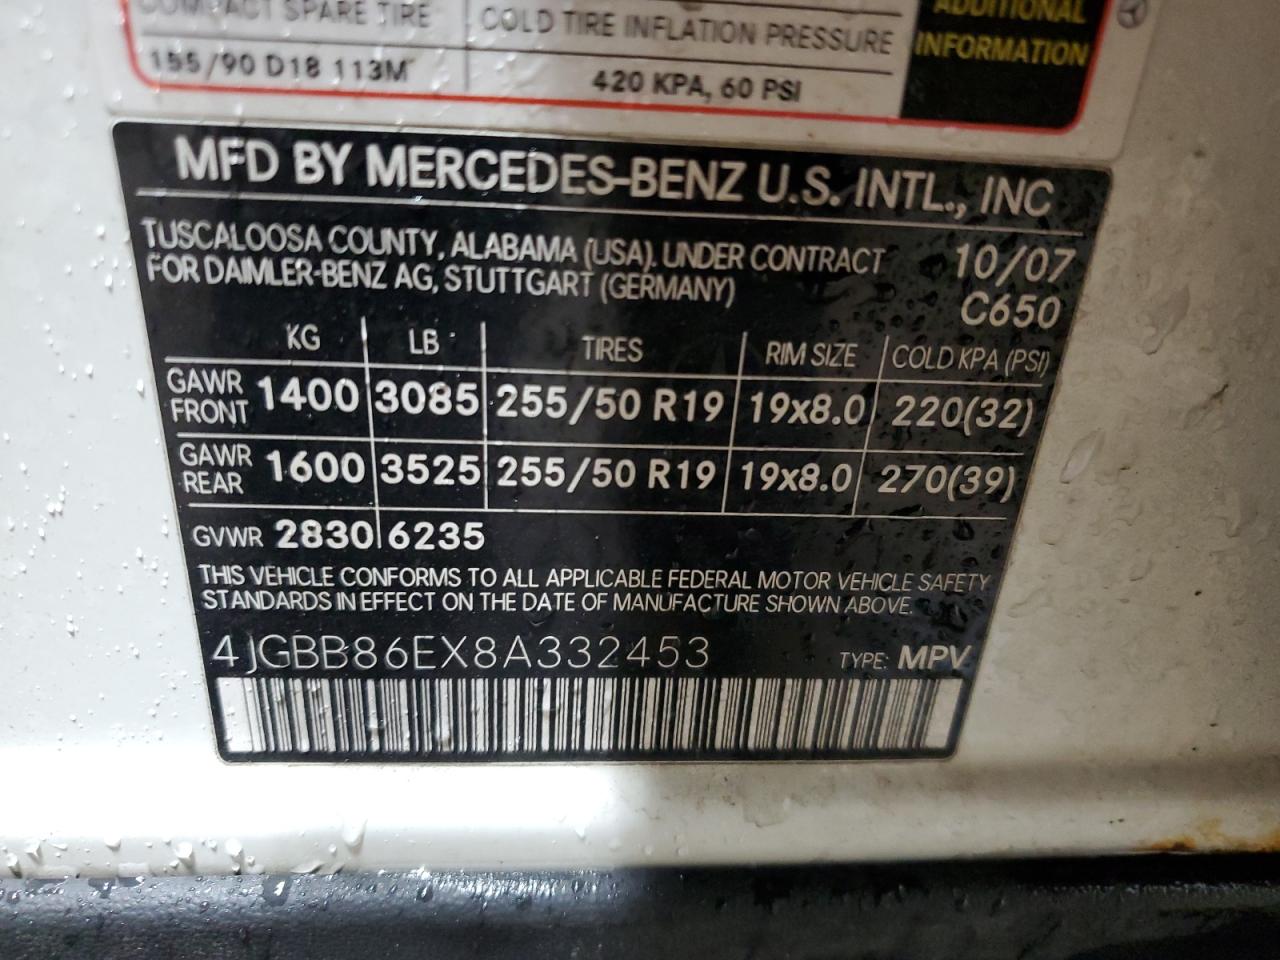 COMPACT SPARE TIRE COLD TIRE INFLATION PRESSURE
155/90 D18 113M 420 KPA, 60 PSI
ADDITIONAL
INFORMATION
MFD BY MERCEDES-BENZ U.S. INTL., INC
TUSCALOOSA COUNTY, ALABAMA (USA). UNDER CONTRACT 10/07
FOR DAIMLER-BENZ AG, STUTTGART (GERMANY) C650
KG LB TIRES RIM SIZE COLD KPA (PSI)
GAWR FRONT 1400 3085 255/50 R19 19x8.0 220(32)
GAWR REAR 1600 3525 255/50 R19 19x8.0 270(39)
GVWR 2830 6235
THIS VEHICLE CONFORMS TO ALL APPLICABLE FEDERAL MOTOR VEHICLE SAFETY
STANDARDS IN EFFECT ON THE DATE OF MANUFACTURE SHOWN ABOVE.
4JGBB86EX8A332453 TYPE: MPV